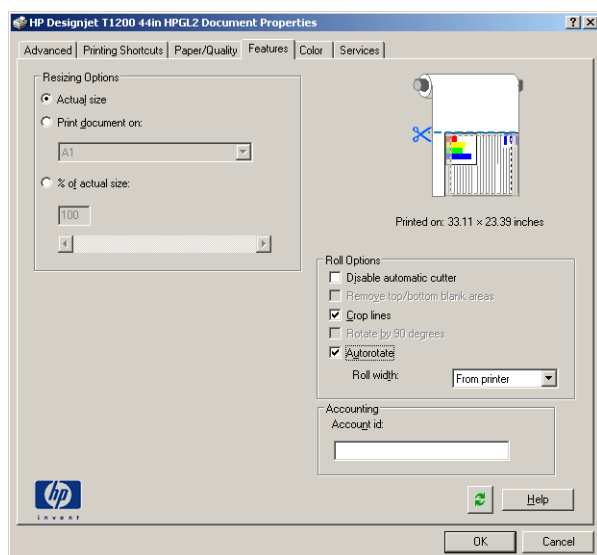 HP Designjet T1200 44in HPGL2 Document Properties
Advanced Printing Shortcuts Paper/Quality Features Color Services
Resizing Options
Actual size
Print document on:
A1
% of actual size:
100
Printed on: 33.11 × 23.39 inches
Roll Options
Disable automatic cutter
Remove top/bottom blank areas
Crop lines
Rotate by 90 degrees
Autorotate
Roll width: From printer
Accounting
Account id:
hp
invent
Help
OK Cancel